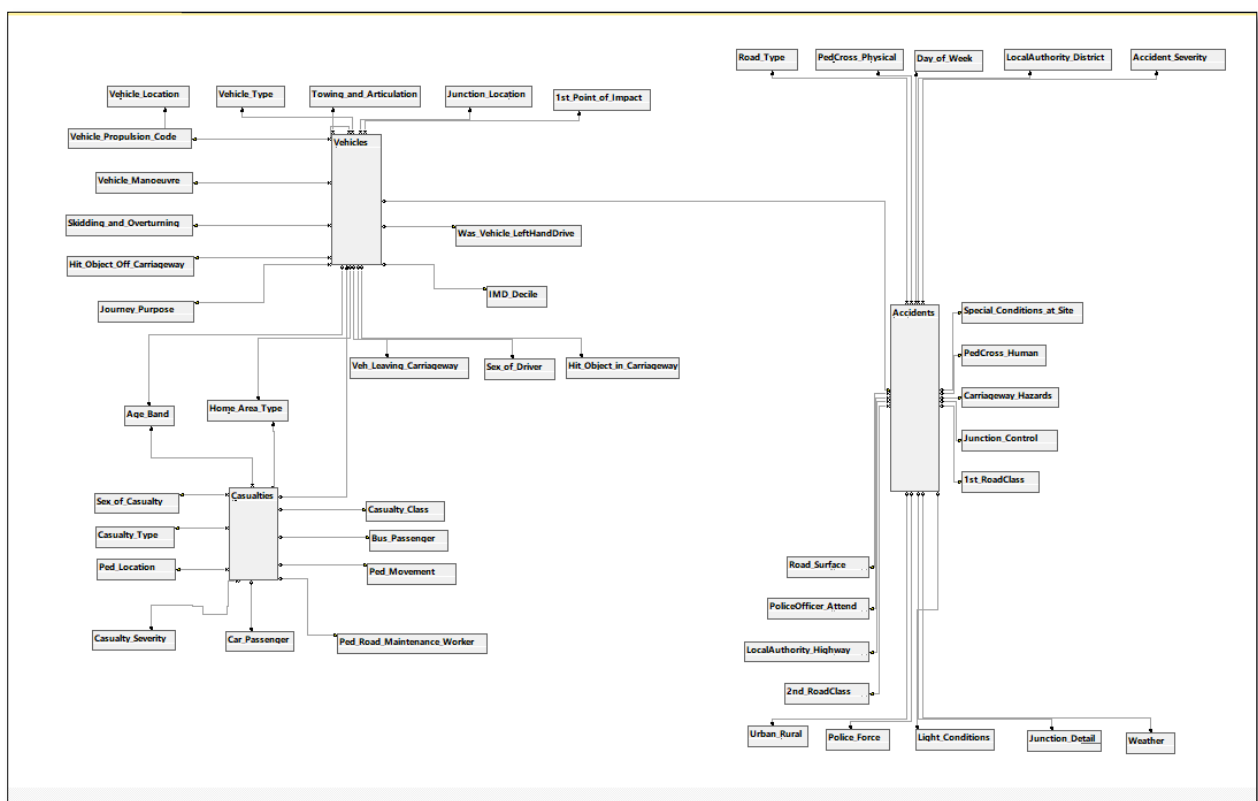 Road_Type
PedCross_Physical
Day_of_Week
LocalAuthority_District
Accident_Severity
Vehicle_Location
Vehicle_Type
Towing_and_Articulation
Junction_Location
1st_Point_of_Impact
Vehicle_Propulsion_Code
Vehicles
Vehicle_Manoeuvre
Skidding_and_Overturning
Was_Vehicle_LeftHandDrive
Hit_Object_Off_Carriageway
IMD_Decile
Journey_Purpose
Accidents
Special_Conditions_at_Site
PedCross_Human
Veh_Leaving_Carriageway
Sex_of_Driver
Hit_Object_in_Carriageway
Carriageway_Hazards
Age_Band
Home_Area_Type
Junction_Control
1st_RoadClass
Casualties
Sex_of_Casualty
Casualty_Class
Casualty_Type
Bus_Passenger
Ped_Location
Ped_Movement
Road_Surface
PoliceOfficer_Attend
Casualty_Severity
Car_Passenger
Ped_Road_Maintenance_Worker
LocalAuthority_Highway
2nd_RoadClass
Urban_Rural
Police_Force
Light_Conditions
Junction_Detail
Weather